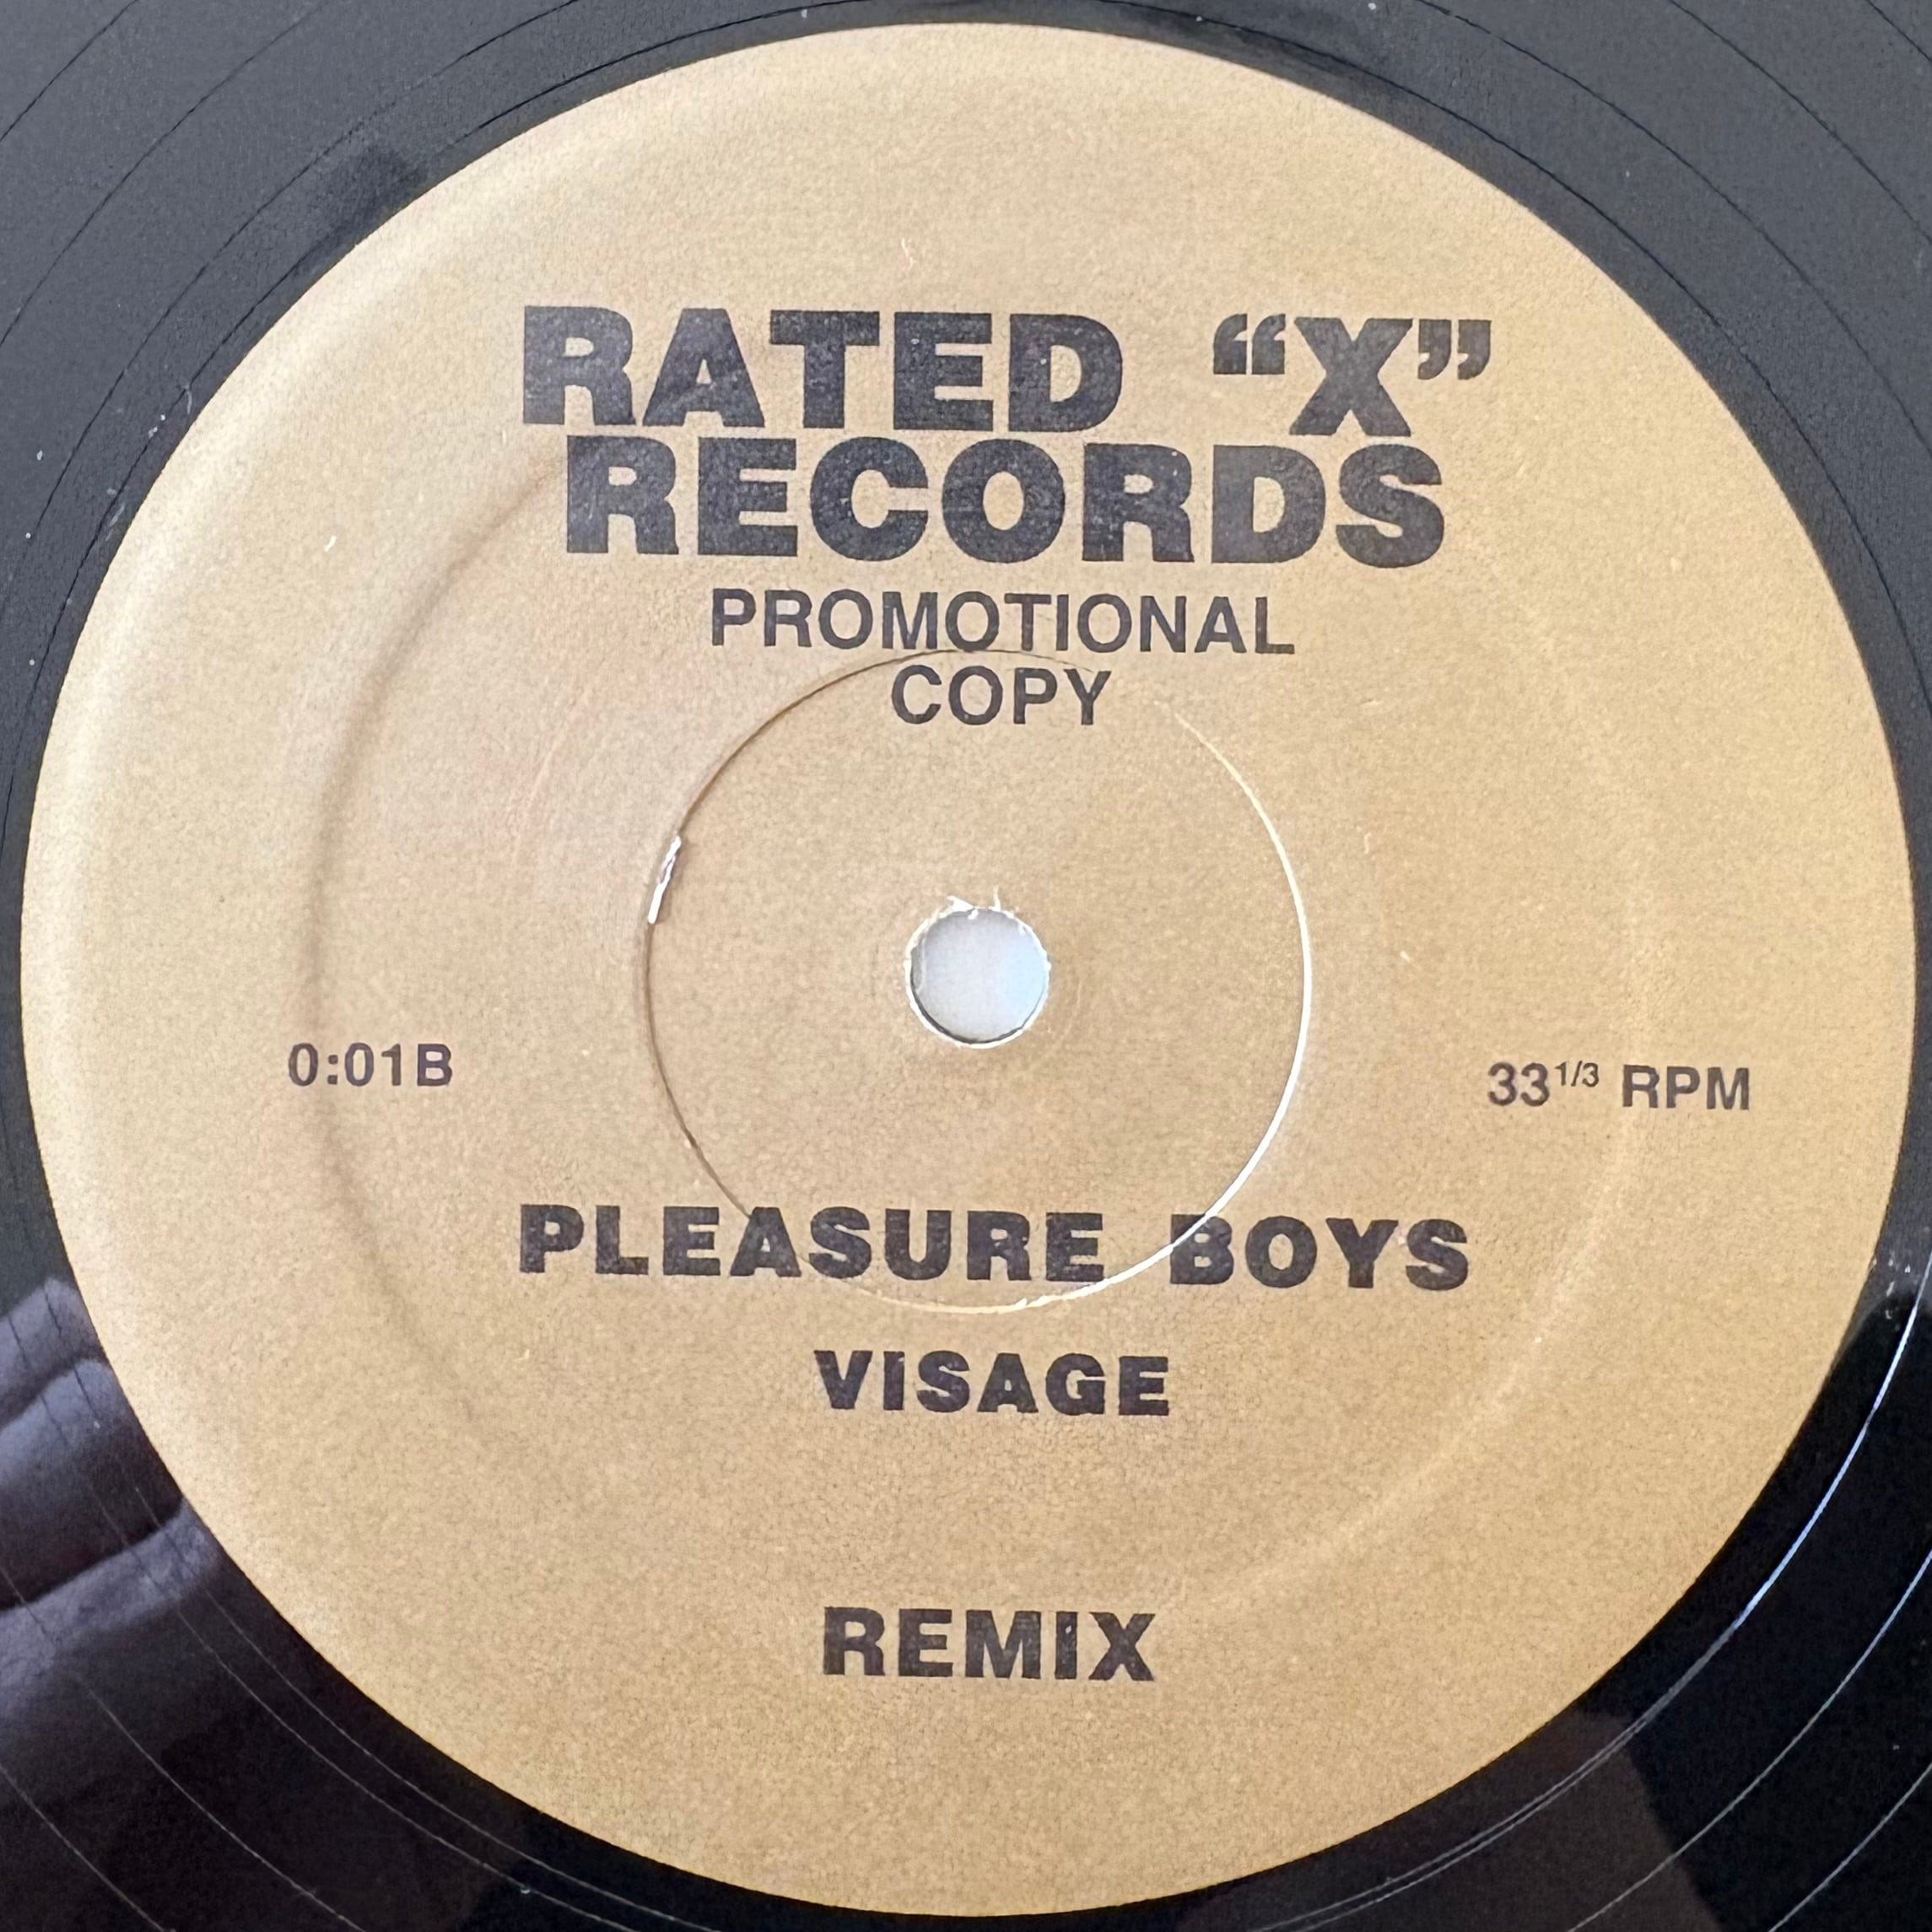 RATED “X”
RECORDS
PROMOTIONAL
COPY
0:01B
33 1/3 RPM
PLEASURE BOYS
VISAGE
REMIX